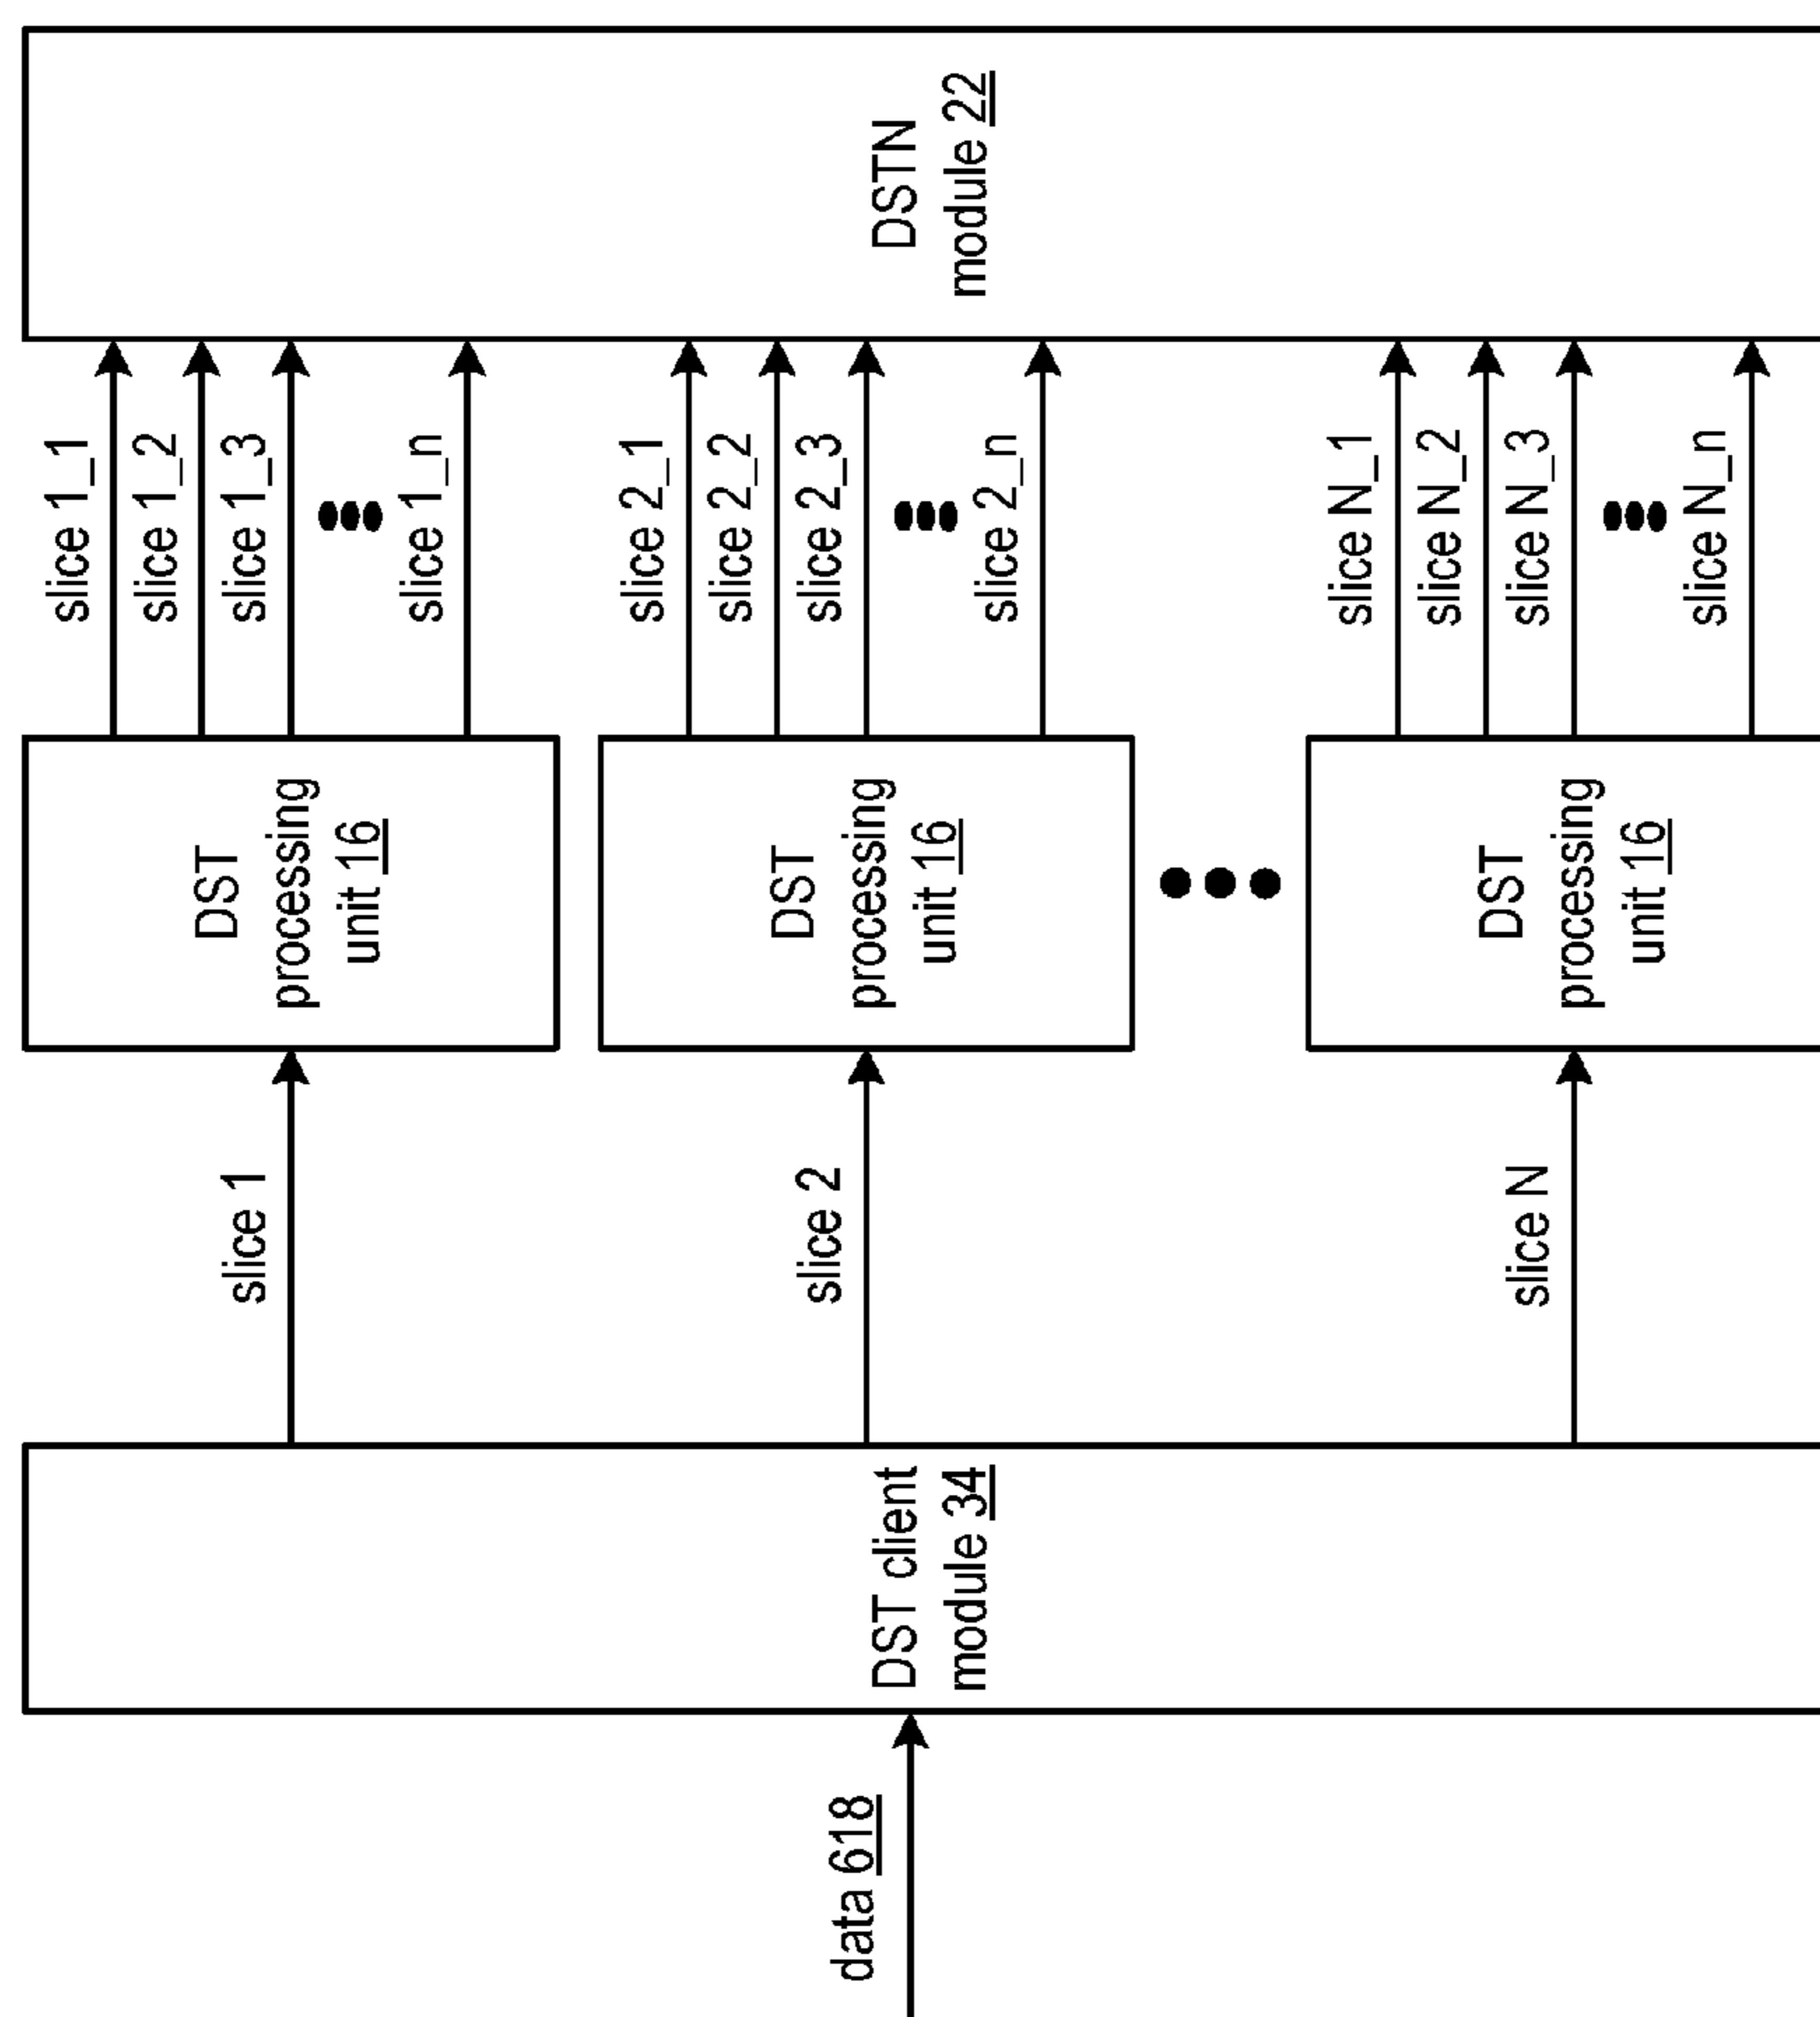 data 618
DST client
module 34
slice 1
slice 2
slice N
DST
processing
unit 16
DST
processing
unit 16
DST
processing
unit 16
slice 1_1
slice 1_2
slice 1_3
slice 1_n
slice 2_1
slice 2_2
slice 2_3
slice 2_n
slice N_1
slice N_2
slice N_3
slice N_n
DSTN
module 22